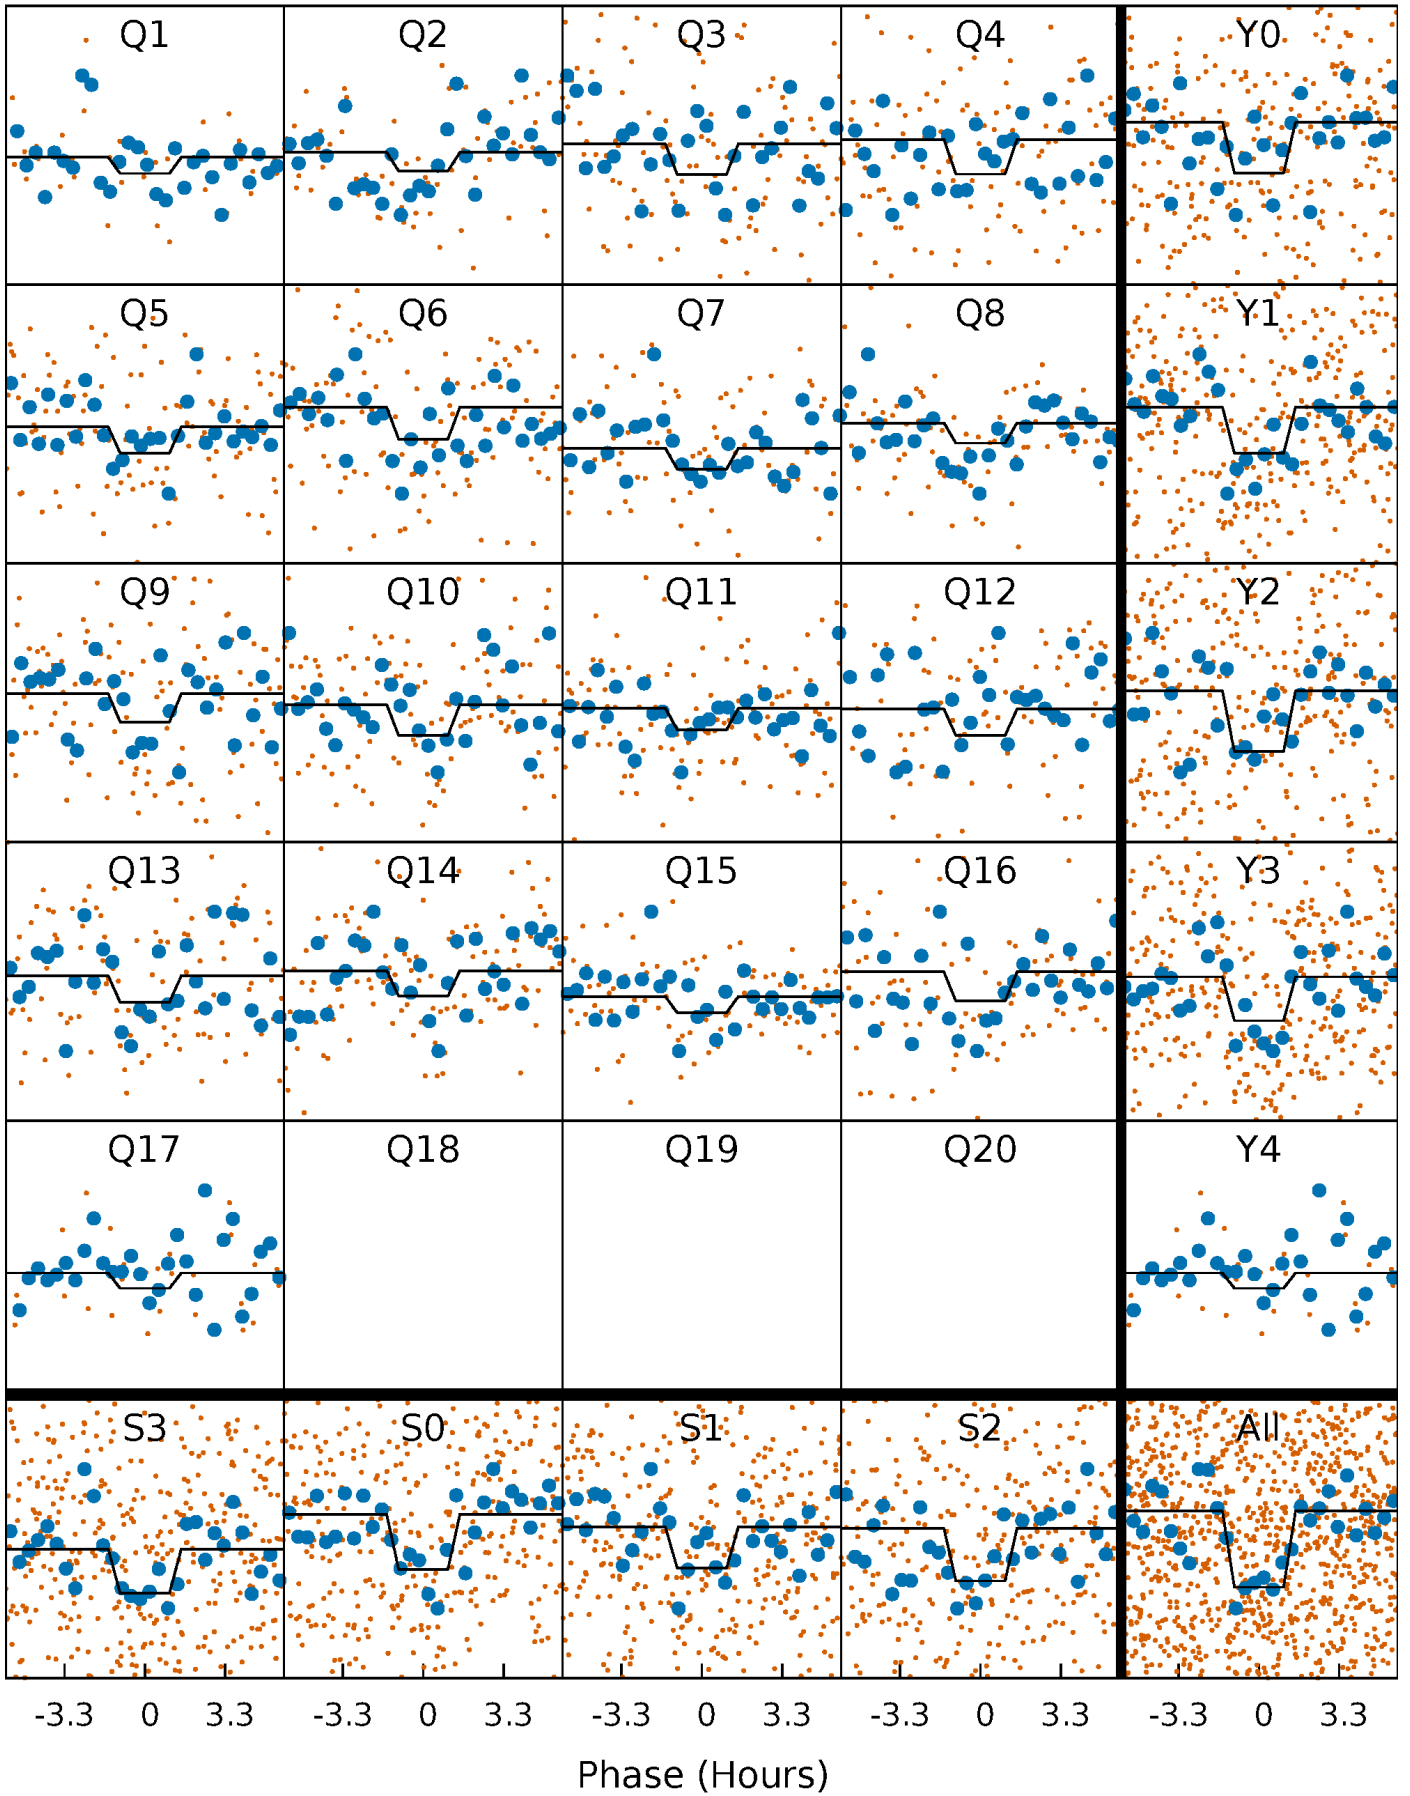 Q1 Q2 Q3 Q4 Y0
Q5 Q6 Q7 Q8 Y1
Q9 Q10 Q11 Q12 Y2
Q13 Q14 Q15 Q16 Y3
Q17 Q18 Q19 Q20 Y4
S3 S0 S1 S2 All
-3.3 0 3.3 -3.3 0 3.3 -3.3 0 3.3 -3.3 0 3.3 -3.3 0 3.3
Phase (Hours)